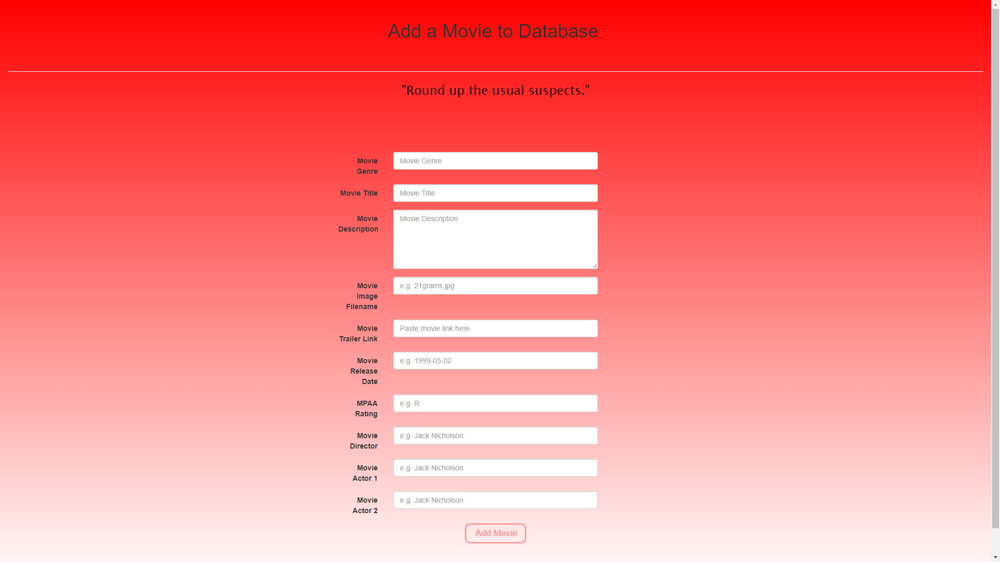 Add a Movie to Database
"Round up the usual suspects."
Movie
Genre
Movie Genre
Movie Title
Movie Title
Movie
Description
Movie Description
Movie
Image
Filename
e.g. 21grams.jpg
Movie
Trailer Link
Paste movie link here
Movie
Release
Date
e.g. 1999-05-02
MPAA
Rating
e.g. R
Movie
Director
e.g. Jack Nicholson
Movie
Actor 1
e.g. Jack Nicholson
Movie
Actor 2
e.g. Jack Nicholson
Add Movie